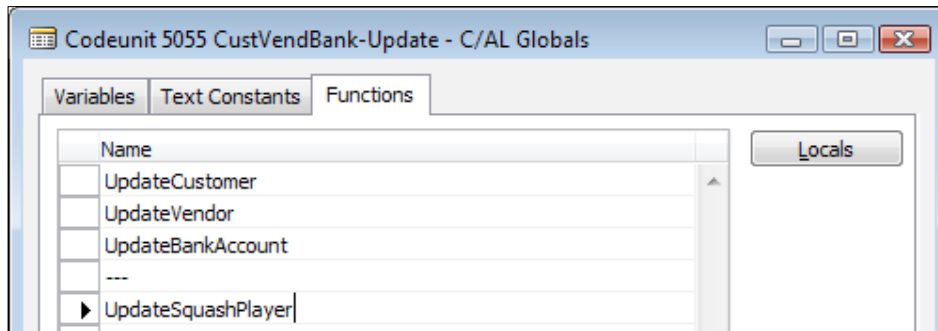 Codeunit 5055 CustVendBank-Update - C/AL Globals
Variables Text Constants Functions
Name
Locals
UpdateCustomer
UpdateVendor
UpdateBankAccount
---
UpdateSquashPlayer